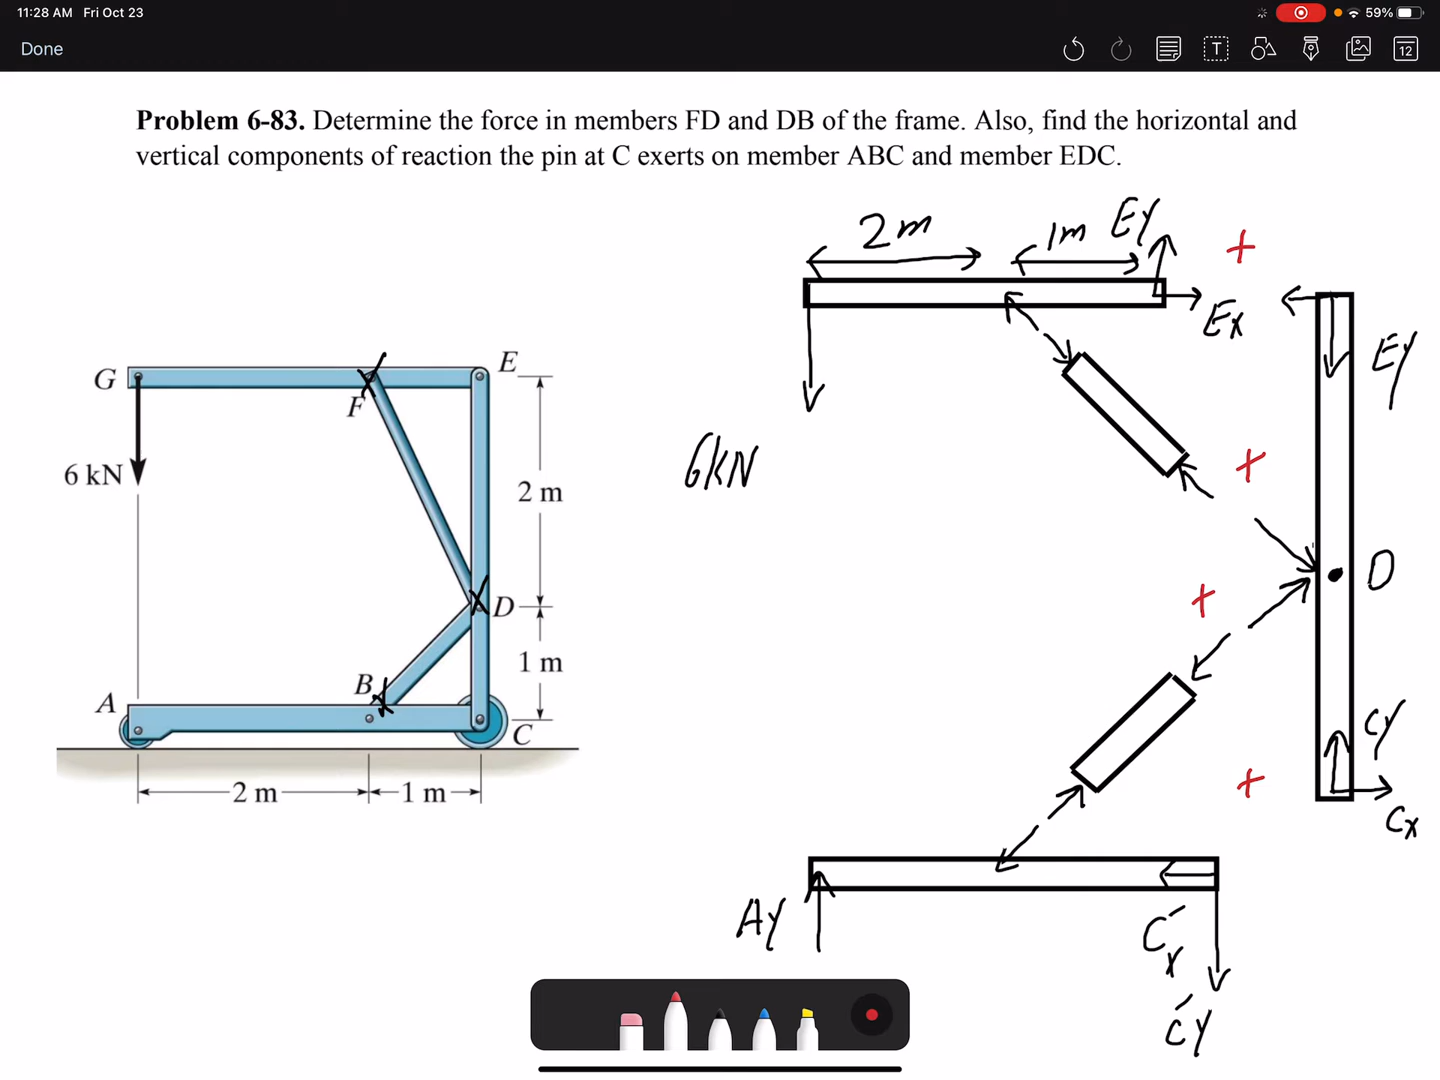 11:28 AM Fri Oct 23
59%
Done
T
12
Problem 6-83. Determine the force in members FD and DB of the frame. Also, find the horizontal and
vertical components of reaction the pin at C exerts on member ABC and member EDC.
2m
1m
Ey
+
Ex
Ey
G
F
E
6 kN
2 m
6kN
+
D
D
+
1 m
B
A
C
2 m
1 m
+
Cy
Cx
Ay
C'x
C'y